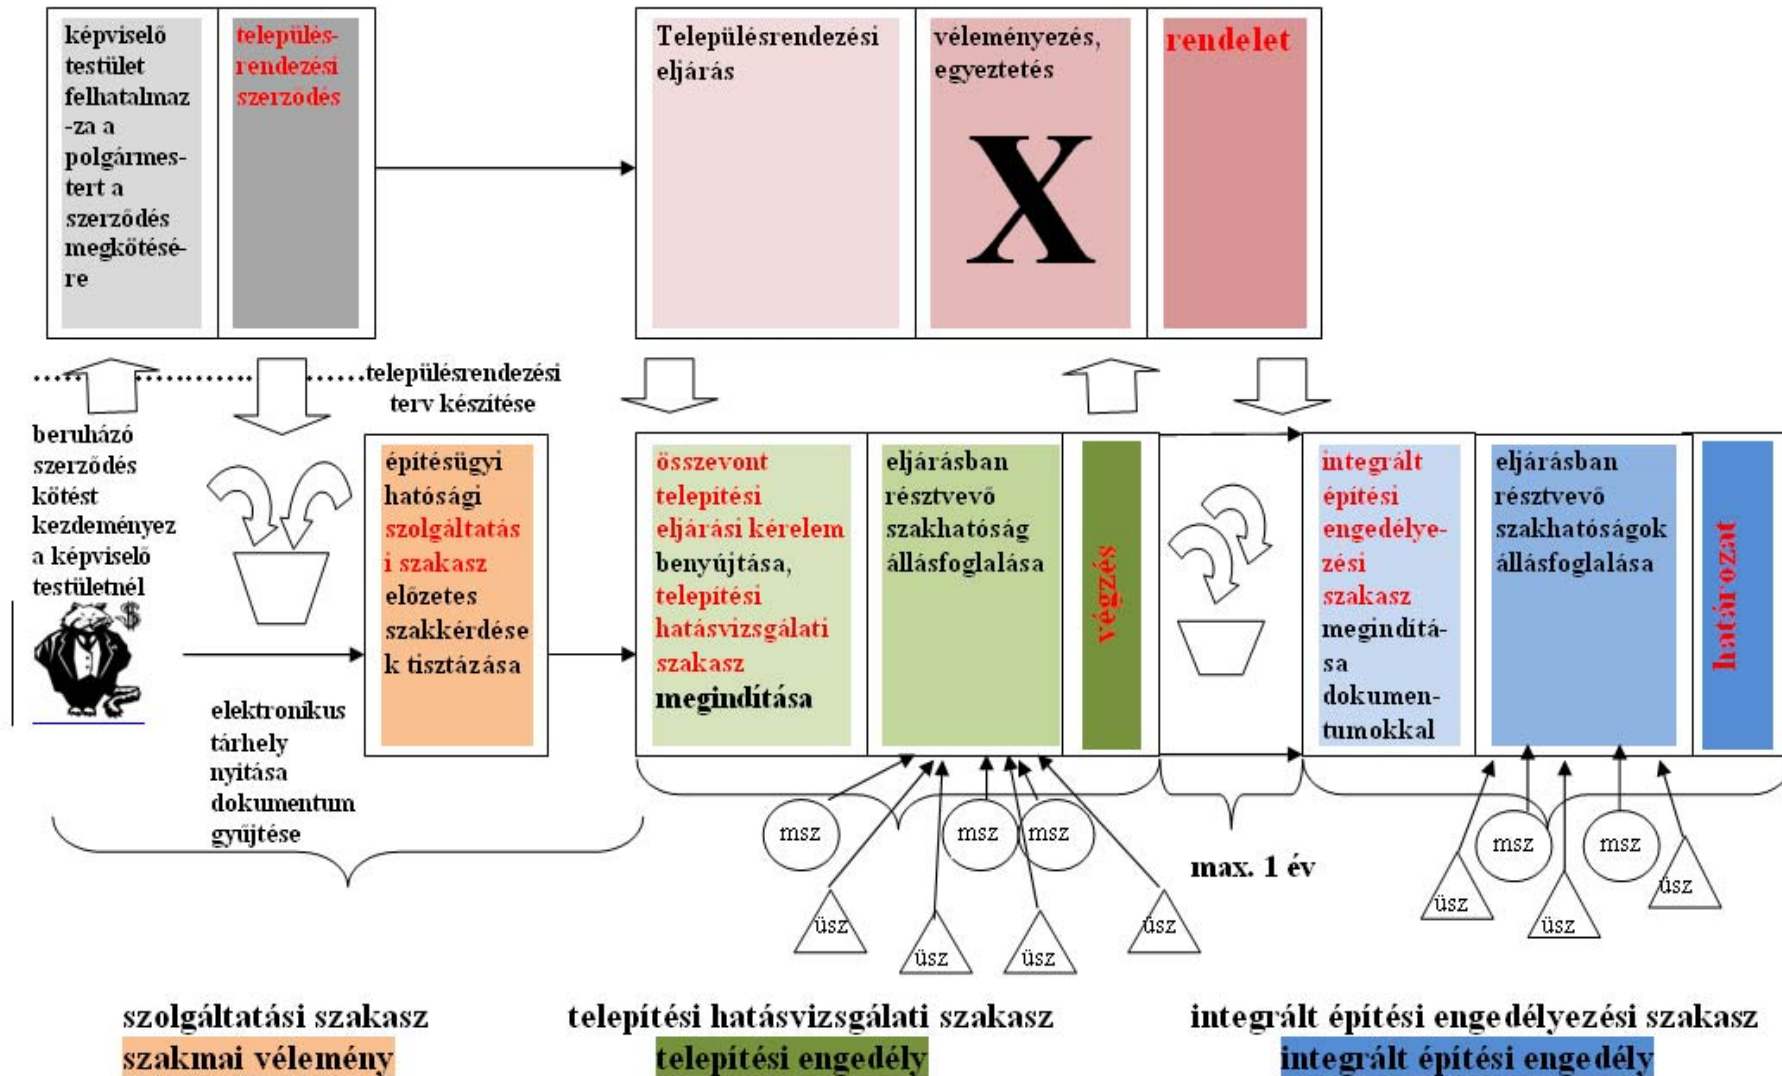 képviselő
testület
felhatalmaz
-za a
polgármes-
tert a
szerződés
megkötésé-
re
település-
rendezési
szerződés
Településrendezési
eljárás
véleményezés,
egyeztetés
X
rendelet
településrendezési
terv készítése
beruházó
szerződés
kötést
kezdeményez
a képviselő
testületnél
$
elektronikus
tárhely
nyitása
dokumentum
gyűjtése
építésügyi
hatósági
szolgáltatás
i szakasz
előzetes
szakkérdése
k tisztázása
összevont
telepítési
eljárási kérelem
benyújtása,
telepítési
hatásvizsgálati
szakasz
megindítása
eljárásban
résztvevő
szakhatóság
állásfoglalása
végzés
integrált
építési
engedélye-
zési
szakasz
megindítá-
sa
dokumen-
tumokkal
eljárásban
résztvevő
szakhatóságok
állásfoglalása
határozat
msz
msz
msz
üsz
üsz
üsz
üsz
max. 1 év
msz
msz
üsz
üsz
üsz
szolgáltatási szakasz
szakmai vélemény
telepítési hatásvizsgálati szakasz
telepítési engedély
integrált építési engedélyezési szakasz
integrált építési engedély